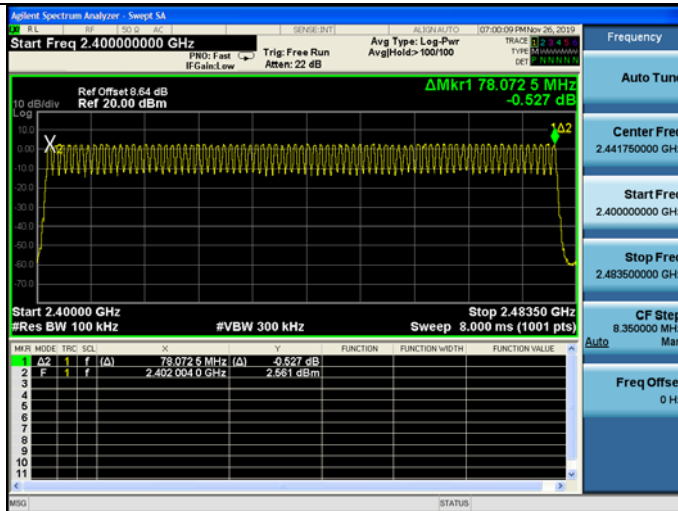 Agilent Spectrum Analyzer - Swept SA
RL RF 50 Ω AC SENSE:INT ALIGNAUTO 07:00:09 PM Nov 26, 2019
Start Freq 2.400000000 GHz
PNO: Fast
IFGain:Low
Trig: Free Run
Atten: 22 dB
Avg Type: Log-Pwr
Avg|Hold:> 100/100
TRACE 1 2 3 4 5 6
TYPE M
DET P N N N N N
ΔMkr1 78.072 5 MHz
-0.527 dB
Ref Offset 8.64 dB
10 dB/div Ref 20.00 dBm
Log
10.0
0.00
-10.0
-20.0
-30.0
-40.0
-50.0
-60.0
-70.0
X2
1Δ2
Start 2.40000 GHz Stop 2.48350 GHz
#Res BW 100 kHz #VBW 300 kHz Sweep 8.000 ms (1001 pts)
MKR MODE TRC SCL X Y FUNCTION FUNCTION WIDTH FUNCTION VALUE
1 Δ2 1 f (Δ) 78.072 5 MHz (Δ) -0.527 dB
2 F 1 f 2.402 004 0 GHz 2.561 dBm
3
4
5
6
7
8
9
10
11
MSG STATUS
Frequency
Auto Tune
Center Freq
2.441750000 GHz
Start Freq
2.400000000 GHz
Stop Freq
2.483500000 GHz
CF Step
8.350000 MHz
Auto Man
Freq Offset
0 Hz